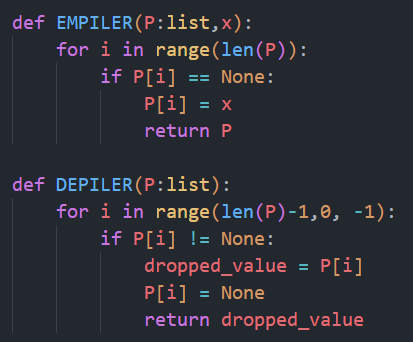 def EMPILER(P:list,x):
    for i in range(len(P)):
        if P[i] == None:
            P[i] = x
            return P

def DEPILER(P:list):
    for i in range(len(P)-1,0, -1):
        if P[i] != None:
            dropped_value = P[i]
            P[i] = None
            return dropped_value